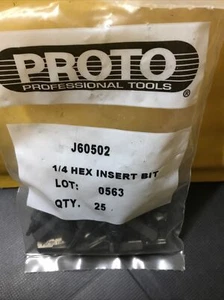 PROTO
PROFESSIONAL TOOLS ®
J60502
1/4 HEX INSERT BIT
LOT: 0563
QTY. 25